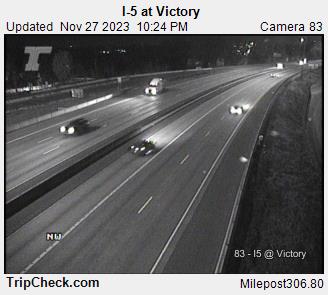 I-5 at Victory
Updated Nov 27 2023 10:24 PM Camera 83
T
NW
83 - I5 @ Victory
TripCheck.com Milepost306.80